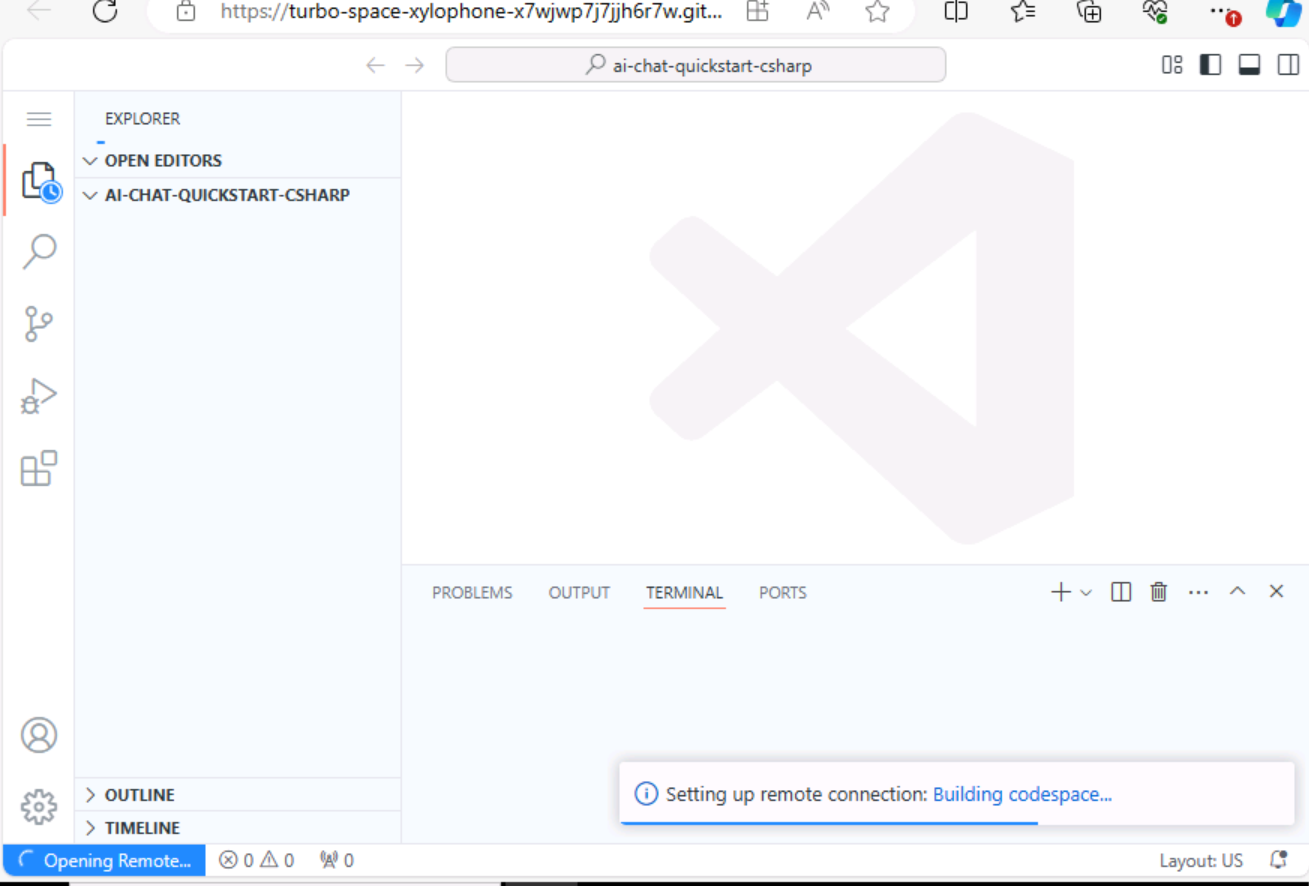 https://turbo-space-xylophone-x7wjwp7j7jjh6r7w.git...
ai-chat-quickstart-csharp
EXPLORER
OPEN EDITORS
AI-CHAT-QUICKSTART-CSHARP
PROBLEMS OUTPUT TERMINAL PORTS
Setting up remote connection: Building codespace...
OUTLINE
TIMELINE
Opening Remote... 0 0 0 Layout: US